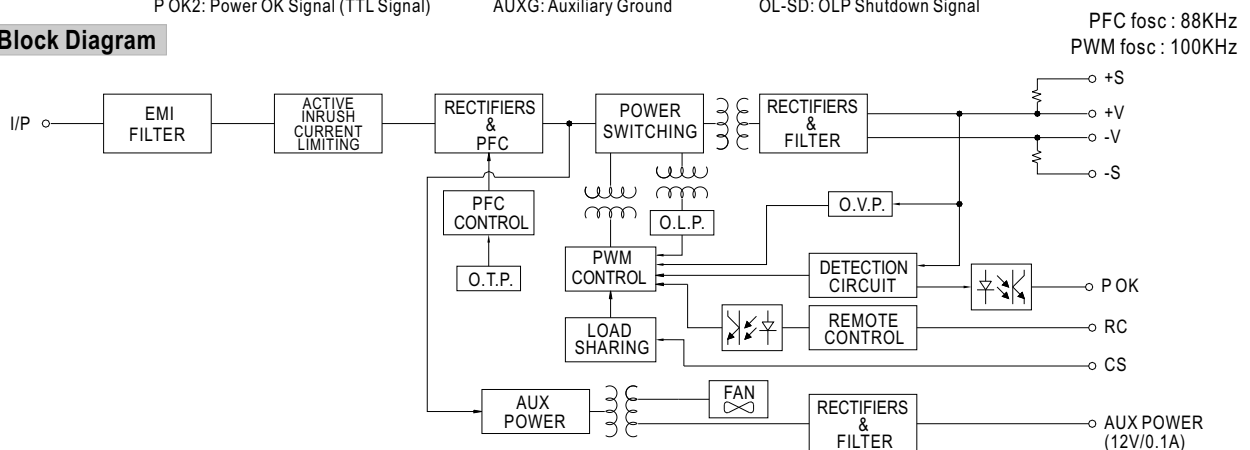 P OK2: Power OK Signal (TTL Signal) AUXG: Auxiliary Ground OL-SD: OLP Shutdown Signal
Block Diagram
PFC fosc : 88KHz
PWM fosc : 100KHz
I/P
EMI
FILTER
ACTIVE
INRUSH
CURRENT
LIMITING
RECTIFIERS
&
PFC
POWER
SWITCHING
RECTIFIERS
&
FILTER
+S
+V
-V
-S
PFC
CONTROL
O.T.P.
O.L.P.
O.V.P.
PWM
CONTROL
DETECTION
CIRCUIT
P OK
LOAD
SHARING
REMOTE
CONTROL
RC
CS
AUX
POWER
FAN
RECTIFIERS
&
FILTER
AUX POWER
(12V/0.1A)